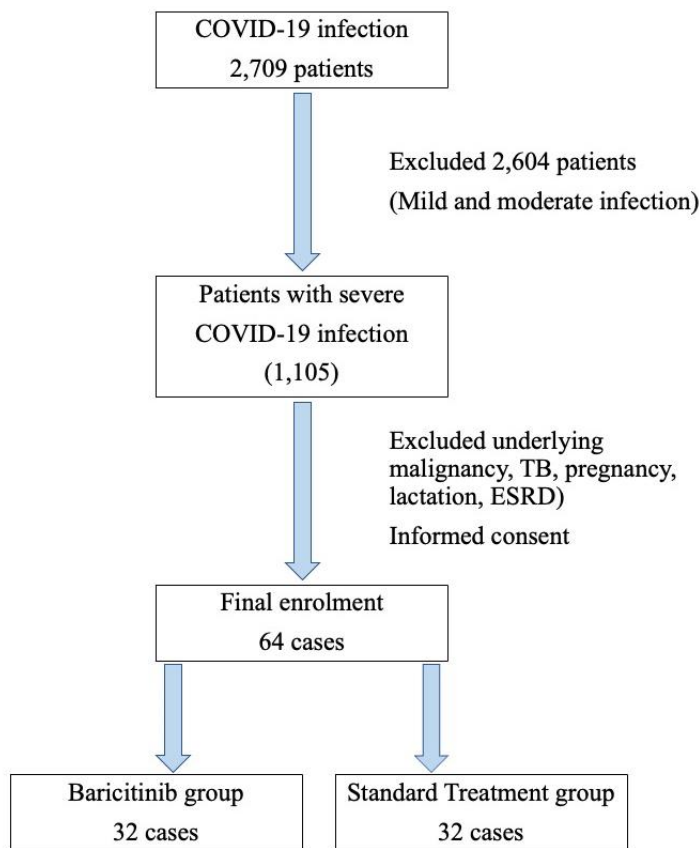 COVID-19 infection
2,709 patients
Excluded 2,604 patients
(Mild and moderate infection)
Patients with severe
COVID-19 infection
(1,105)
Excluded underlying
malignancy, TB, pregnancy,
lactation, ESRD)
Informed consent
Final enrolment
64 cases
Baricitinib group
32 cases
Standard Treatment group
32 cases